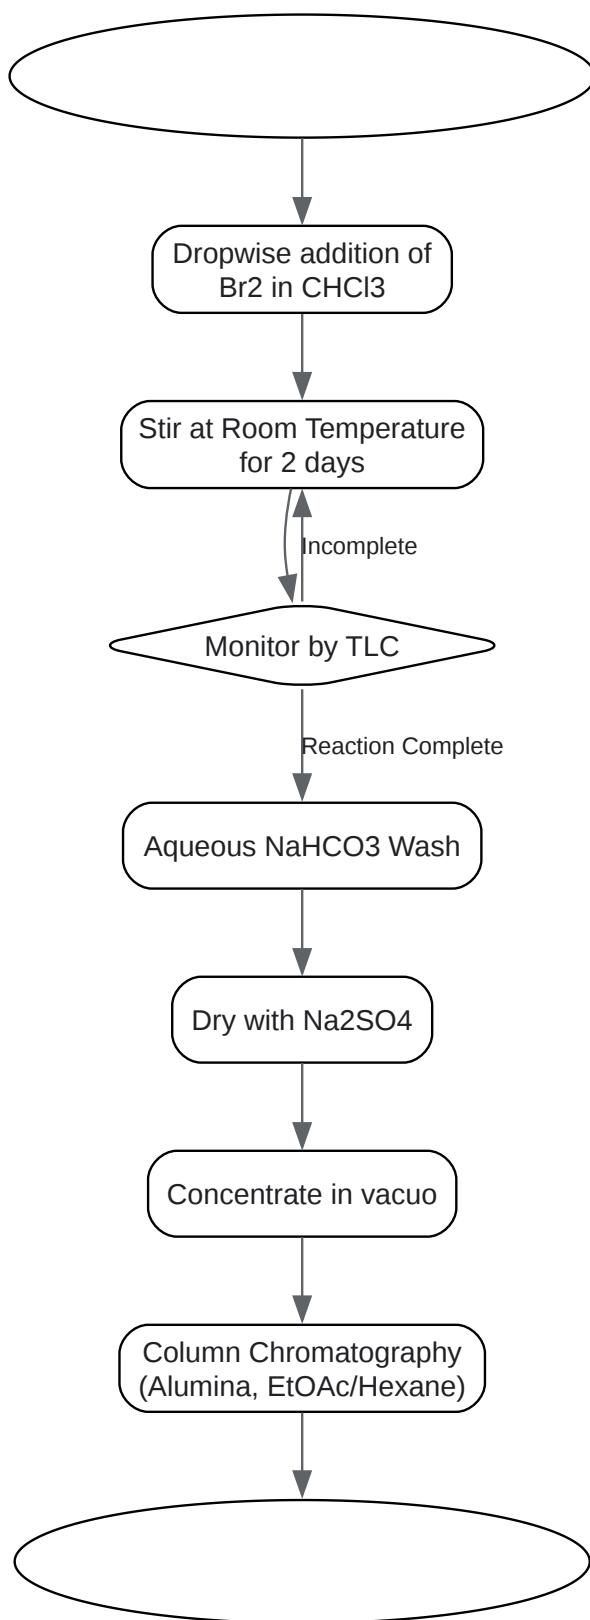 Dropwise addition of
Br2 in CHCl3
Stir at Room Temperature
for 2 days
Incomplete
Monitor by TLC
Reaction Complete
Aqueous NaHCO3 Wash
Dry with Na2SO4
Concentrate in vacuo
Column Chromatography
(Alumina, EtOAc/Hexane)